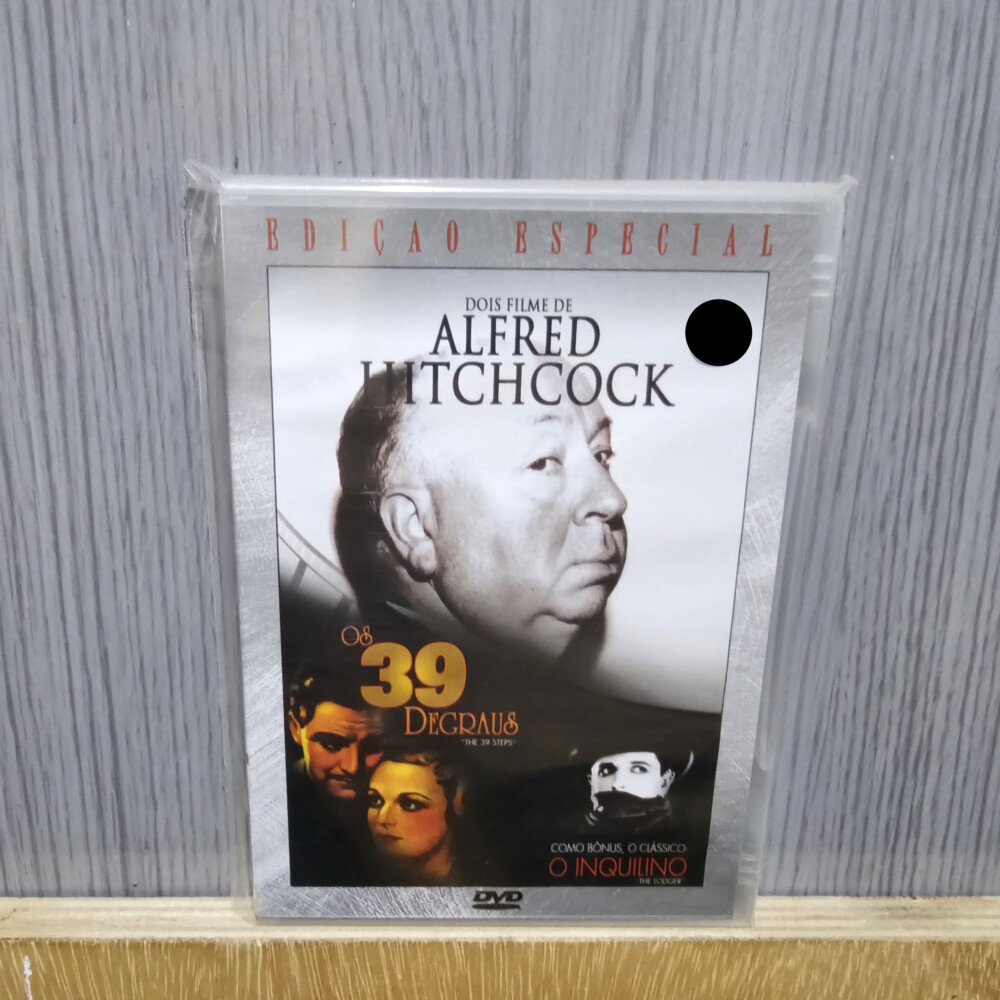 EDIÇAO ESPECIAL
DOIS FILME DE
ALFRED
HITCHCOCK
OS
39
DEGRAUS
"THE 39 STEPS"
COMO BÔNUS, O CLÁSSICO:
O INQUILINO
"THE LODGER"
DVD